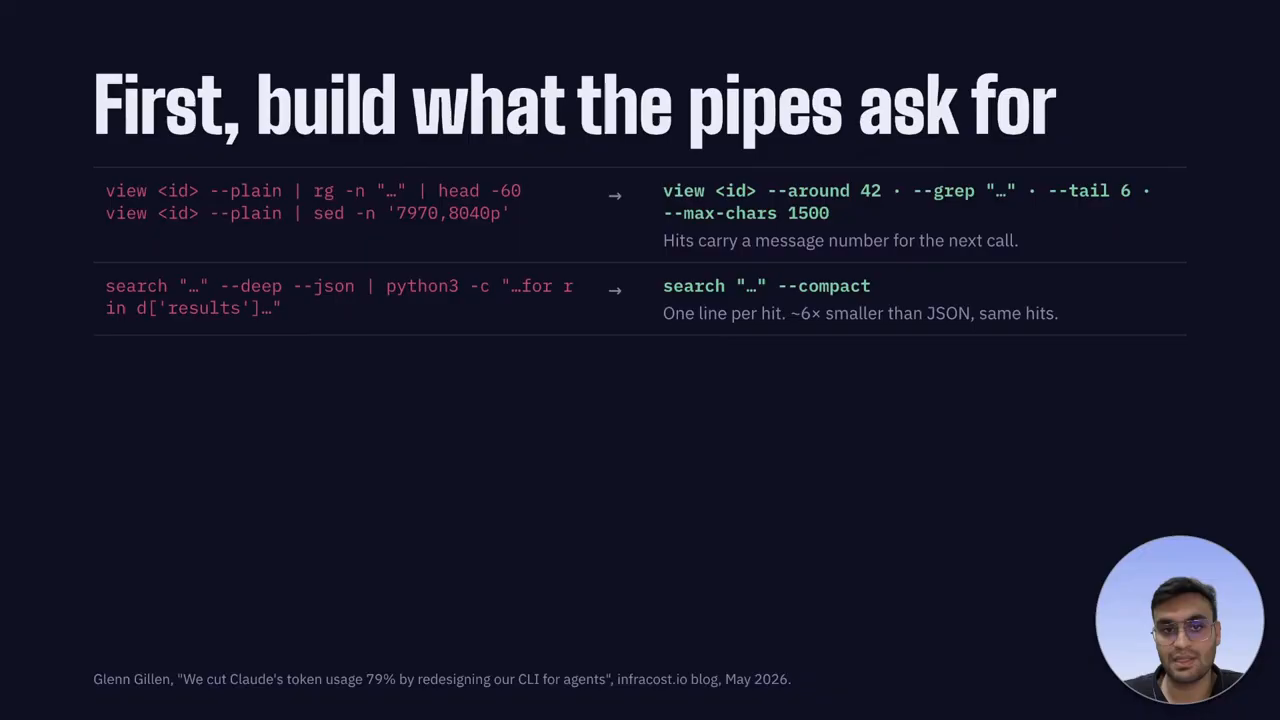 First, build what the pipes ask for
view <id> --plain | rg -n "…" | head -60
view <id> --plain | sed -n '7970,8040p'
→
view <id> --around 42 · --grep "…" · --tail 6 ·
--max-chars 1500
Hits carry a message number for the next call.
search "…" --deep --json | python3 -c "…for r
in d['results']…"
→
search "…" --compact
One line per hit. ~6× smaller than JSON, same hits.
Glenn Gillen, "We cut Claude's token usage 79% by redesigning our CLI for agents", infracost.io blog, May 2026.